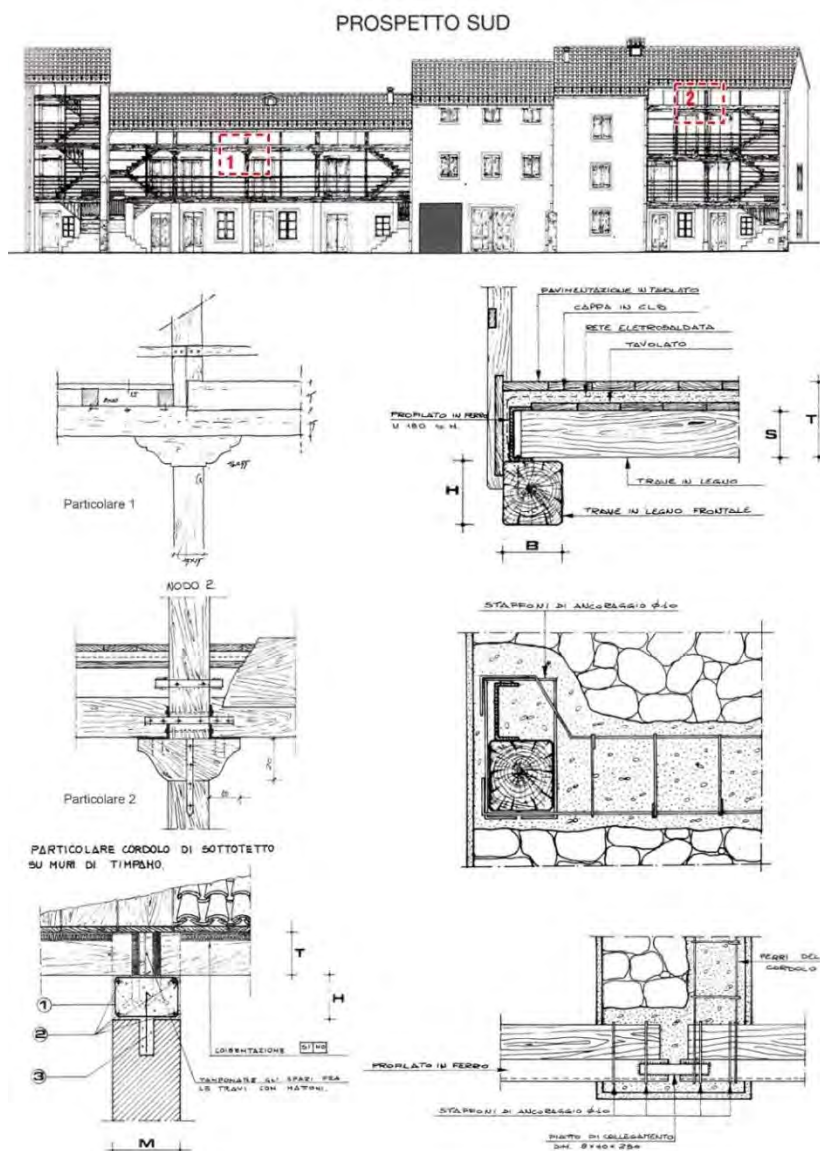 PROSPETTO SUD
1
2
PAVIMENTAZIONE IN TAVOLATO
CAPPA IN CLS
RETE ELETROSALDATA
TAVOLATO
PROFILATO IN FERRO
U 180
H
B
S
T
TRAVE IN LEGNO
TRAVE IN LEGNO FRONTALE
Particolare 1
NODO 2
Particolare 2
STAFFONI DI ANCORAGGIO
PARTICOLARE CORDOLO DI SOTTOTETTO
SU MURI DI TIMPANO.
1
2
3
T
H
M
COIBENTAZIONE SI NO
TAMPONARE GLI SPAZI FRA
LE TRAVI CON MATTONI.
FERRI DEL
CORDOLO
PROFILATO IN FERRO
STAFFONI DI ANCORAGGIO
PIATTO DI COLLEGAMENTO